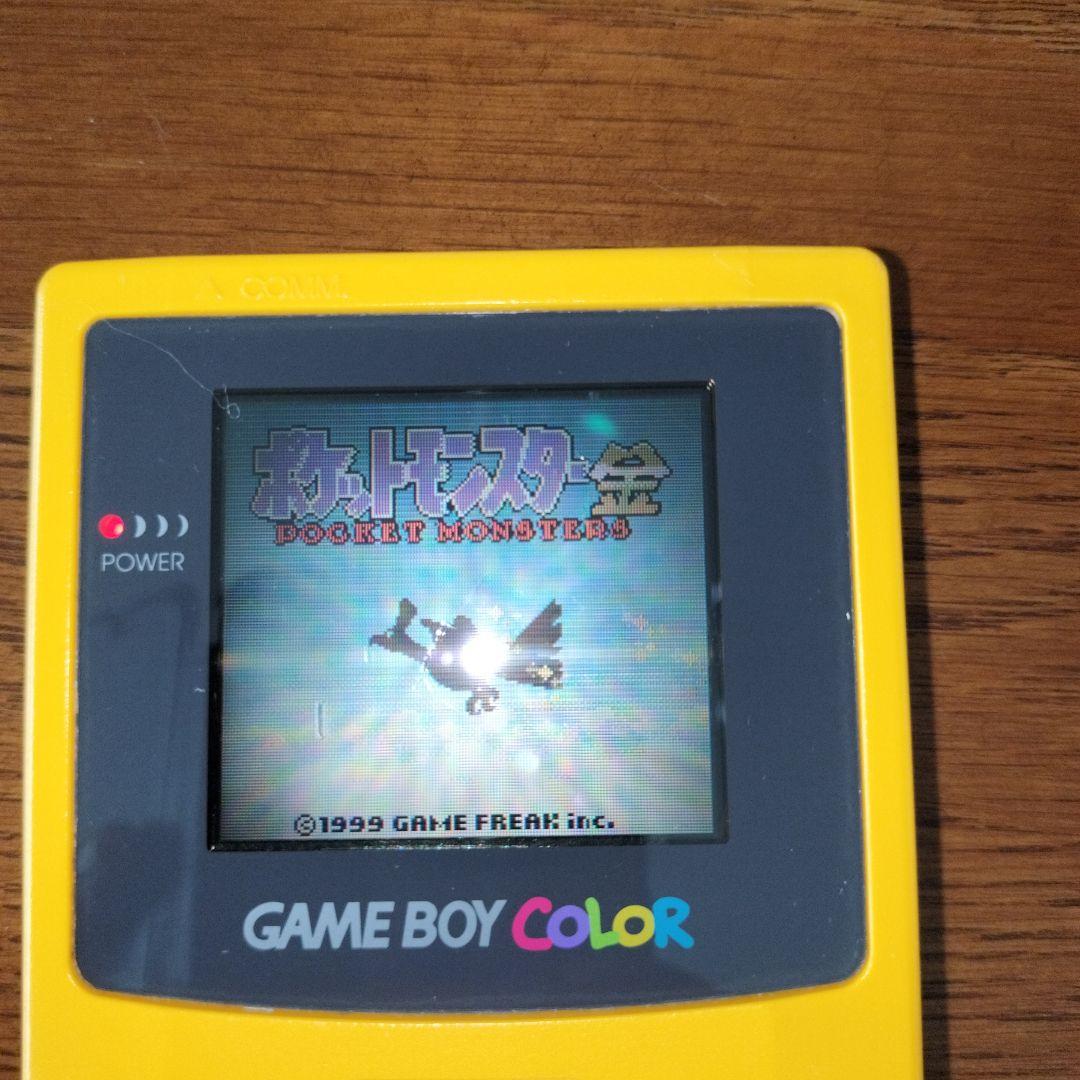 COMM.
ポケットモンスター金
POCKET MONSTERS
POWER
©1999 GAME FREAK inc.
GAME BOY COLOR